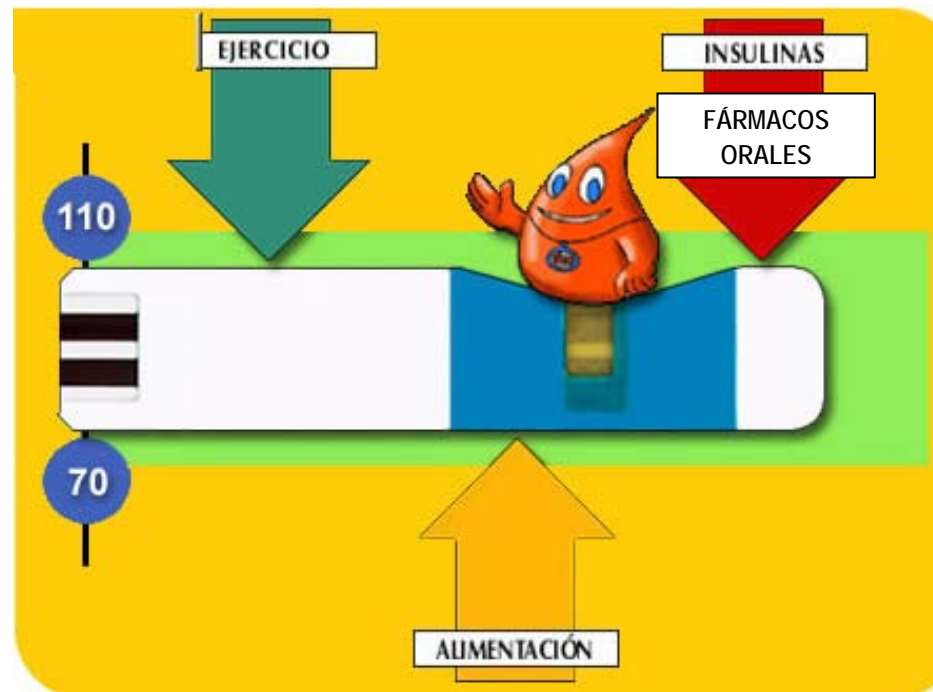 EJERCICIO
INSULINAS
FÁRMACOS
ORALES
110
70
ALIMENTACIÓN